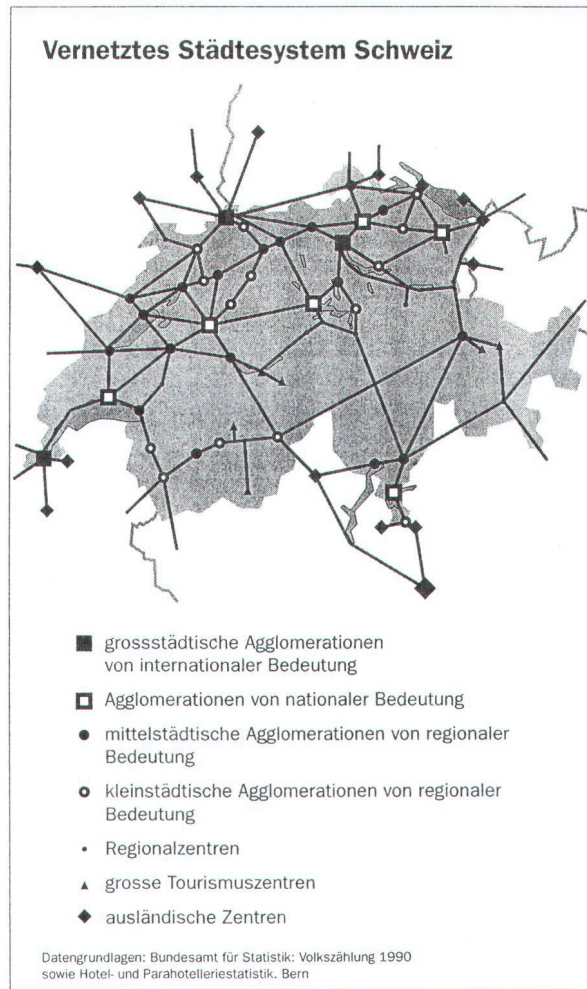 Vernetztes Städtesystem Schweiz
grossstädtische Agglomerationen
von internationaler Bedeutung
Agglomerationen von nationaler Bedeutung
mittelstädtische Agglomerationen von regionaler
Bedeutung
kleinstädtische Agglomerationen von regionaler
Bedeutung
Regionalzentren
grosse Tourismuszentren
ausländische Zentren
Datengrundlagen: Bundesamt für Statistik: Volkszählung 1990
sowie Hotel- und Parahotelleriestatistik. Bern